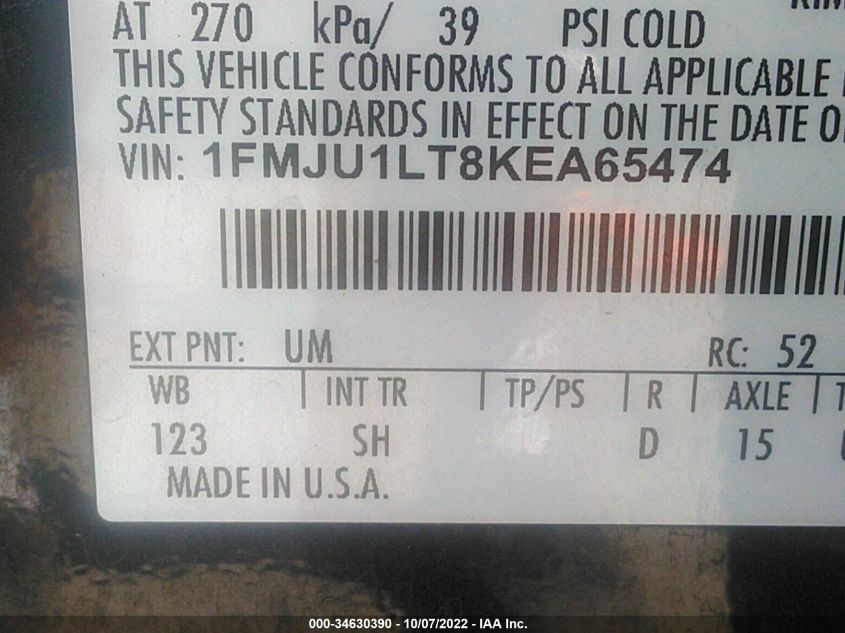 AT 270 kPa/ 39 PSI COLD
THIS VEHICLE CONFORMS TO ALL APPLICABLE
SAFETY STANDARDS IN EFFECT ON THE DATE
VIN: 1FMJU1LT8KEA65474
EXT PNT: UM RC: 52
WB | INT TR | TP/PS | R | AXLE |
123 SH D 15
MADE IN U.S.A.
000-34630390 - 10/07/2022 - IAA Inc.